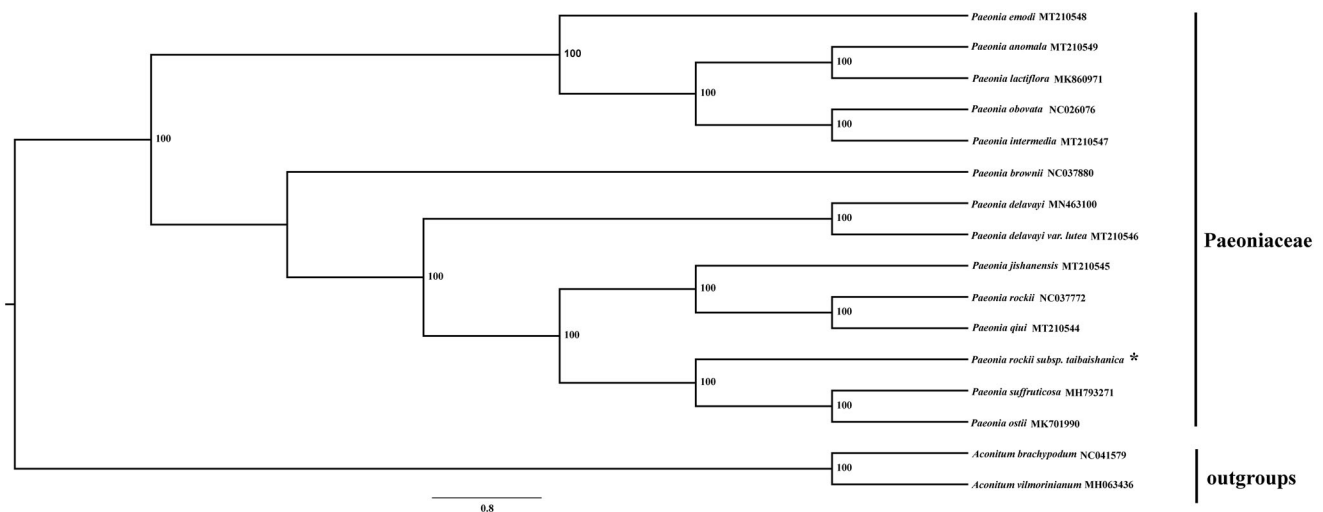 Paeonia emodi MT210548
100
Paeonia anomala MT210549
100
Paeonia lactiflora MK860971
100
Paeonia obovata NC026076
100
Paeonia intermedia MT210547
100
Paeonia brownii NC037880
Paeonia delavayi MN463100
100
Paeonia delavayi var. lutea MT210546
Paeoniaceae
Paeonia jishanensis MT210545
100
100
Paeonia rockii NC037772
100
Paeonia qiui MT210544
100
Paeonia rockii subsp. taibaishanica *
100
Paeonia suffruticosa MH793271
100
Paeonia ostii MK701990
Aconitum brachypodum NC041579
100
outgroups
Aconitum vilmorinianum MH063436
0.8